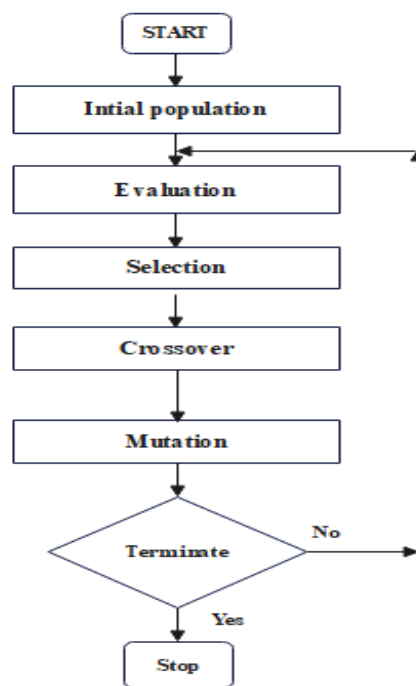 START
Intial population
Evaluation
Selection
Crossover
Mutation
Terminate
No
Yes
Stop